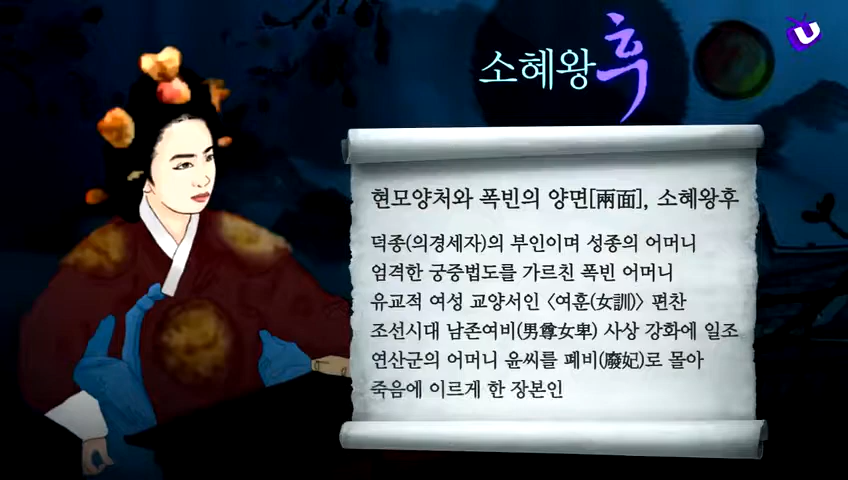 소혜왕후
현모양처와 폭빈의 양면[兩面], 소혜왕후
덕종(의경세자)의 부인이며 성종의 어머니
엄격한 궁중법도를 가르친 폭빈 어머니
유교적 여성 교양서인 〈여훈(女訓)〉 편찬
조선시대 남존여비(男尊女卑) 사상 강화에 일조
연산군의 어머니 윤씨를 폐비(廢妃)로 몰아
죽음에 이르게 한 장본인